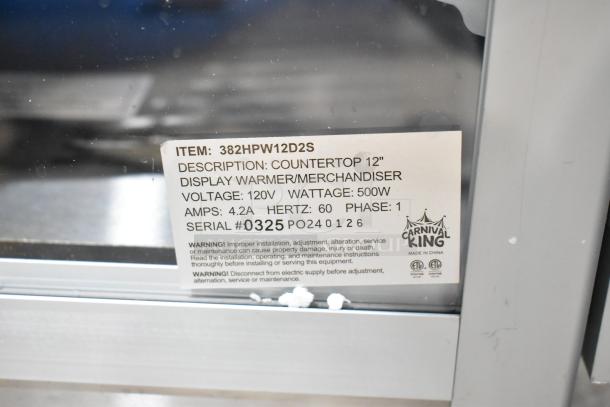 ITEM: 382HPW12D2S
DESCRIPTION: COUNTERTOP 12"
DISPLAY WARMER/MERCHANDISER
VOLTAGE: 120V WATTAGE: 500W
AMPS: 4.2A HERTZ: 60 PHASE: 1
SERIAL #0325 PO240126
WARNING! Improper installation, adjustment, alteration, service
or maintenance can cause property damage, injury or death.
Read the installation, operating, and maintenance instructions
thoroughly before installing or servicing this equipment.
WARNING! Disconnect from electric supply before adjustment,
alternation, service or maintenance.
CARNIVAL
KING
MADE IN CHINA